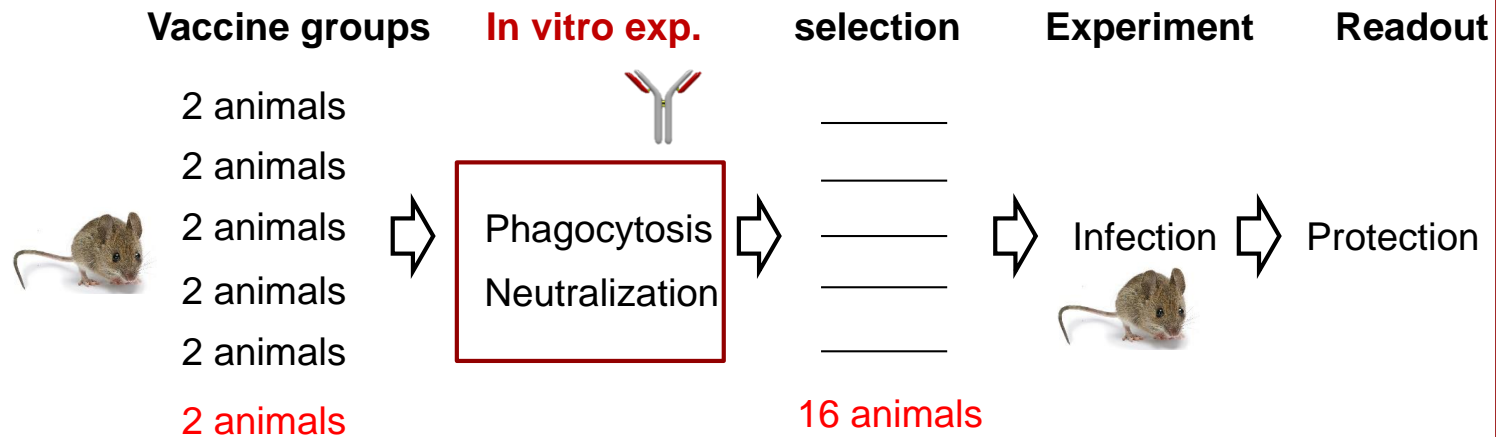 Vaccine groups In vitro exp. selection Experiment Readout
2 animals
2 animals
2 animals
2 animals
2 animals
2 animals
Phagocytosis
Neutralization
16 animals
Infection
Protection